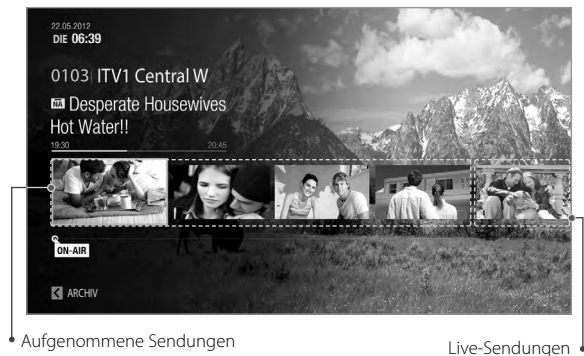 22.05.2012
DIE 06:39
0103 ITV1 Central W
NA Desperate Housewives
Hot Water!!
19:30 20:45
ON-AIR
ARCHIV
Aufgenommene Sendungen
Live-Sendungen